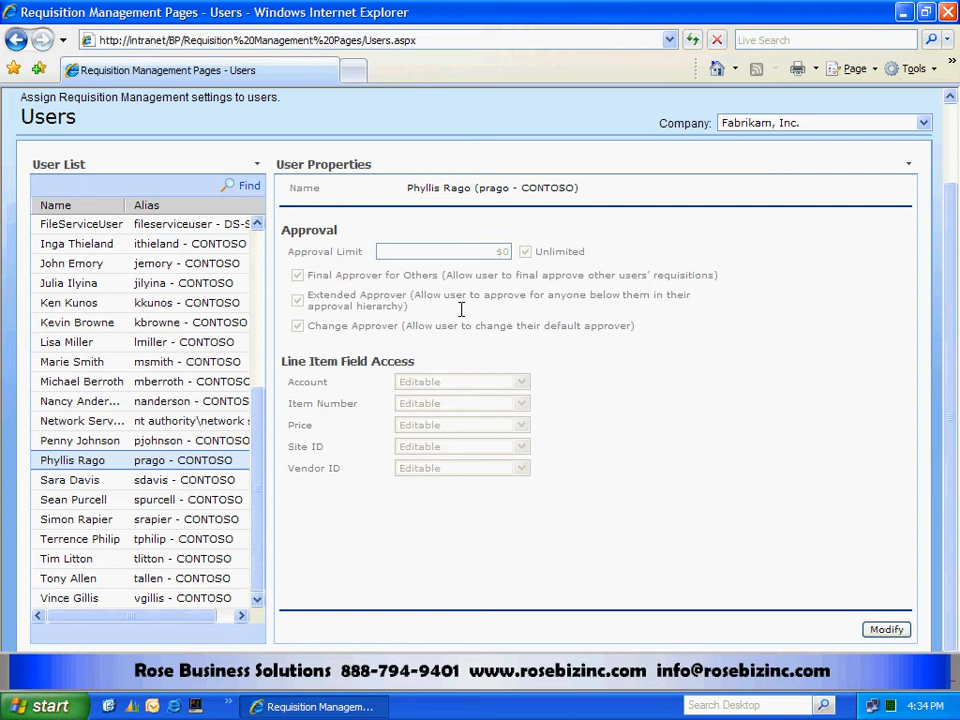 Requisition Management Pages - Users - Windows Internet Explorer
http://intranet/BP/Requisition%20Management%20Pages/Users.aspx
Live Search
Requisition Management Pages - Users
Page
Tools
Assign Requisition Management settings to users.
Users
Company:
Fabrikam, Inc.
User List
Find
Name Alias
FileServiceUser fileserviceuser - DS-S
Inga Thieland ithieland - CONTOSO
John Emory jemory - CONTOSO
Julia Ilyina jilyina - CONTOSO
Ken Kunos kkunos - CONTOSO
Kevin Browne kbrowne - CONTOSO
Lisa Miller lmiller - CONTOSO
Marie Smith msmith - CONTOSO
Michael Berroth mberroth - CONTOSO
Nancy Ander... nanderson - CONTOS
Network Serv... nt authority\network s
Penny Johnson pjohnson - CONTOSO
Phyllis Rago prago - CONTOSO
Sara Davis sdavis - CONTOSO
Sean Purcell spurcell - CONTOSO
Simon Rapier srapier - CONTOSO
Terrence Philip tphilip - CONTOSO
Tim Litton tlitton - CONTOSO
Tony Allen tallen - CONTOSO
Vince Gillis vgillis - CONTOSO
User Properties
Name Phyllis Rago (prago - CONTOSO)
Approval
Approval Limit $0 Unlimited
Final Approver for Others (Allow user to final approve other users' requisitions)
Extended Approver (Allow user to approve for anyone below them in their
approval hierarchy)
Change Approver (Allow user to change their default approver)
Line Item Field Access
Account Editable
Item Number Editable
Price Editable
Site ID Editable
Vendor ID Editable
Modify
Rose Business Solutions 888-794-9401 www.rosebizinc.com info@rosebizinc.com
start
Requisition Managem...
Search Desktop
4:34 PM